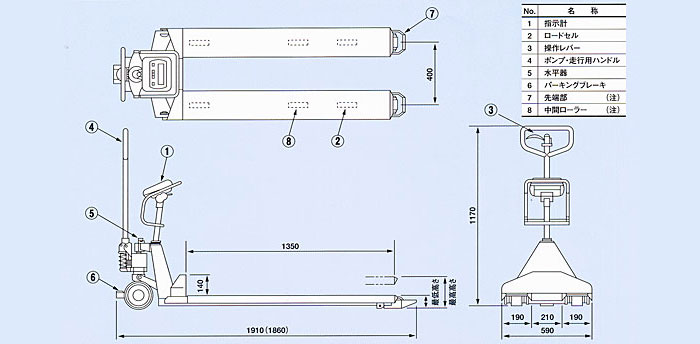 No. 名 称
1 指示計
2 ロードセル
3 操作レバー
4 ポンプ・走行用ハンドル
5 水平器
6 パーキングブレーキ
7 先端部 (注)
8 中間ローラー (注)
7
400
8
2
4
1
3
5
1350
1170
6
140
最低高さ
最高高さ
190
210
190
1910(1860)
590